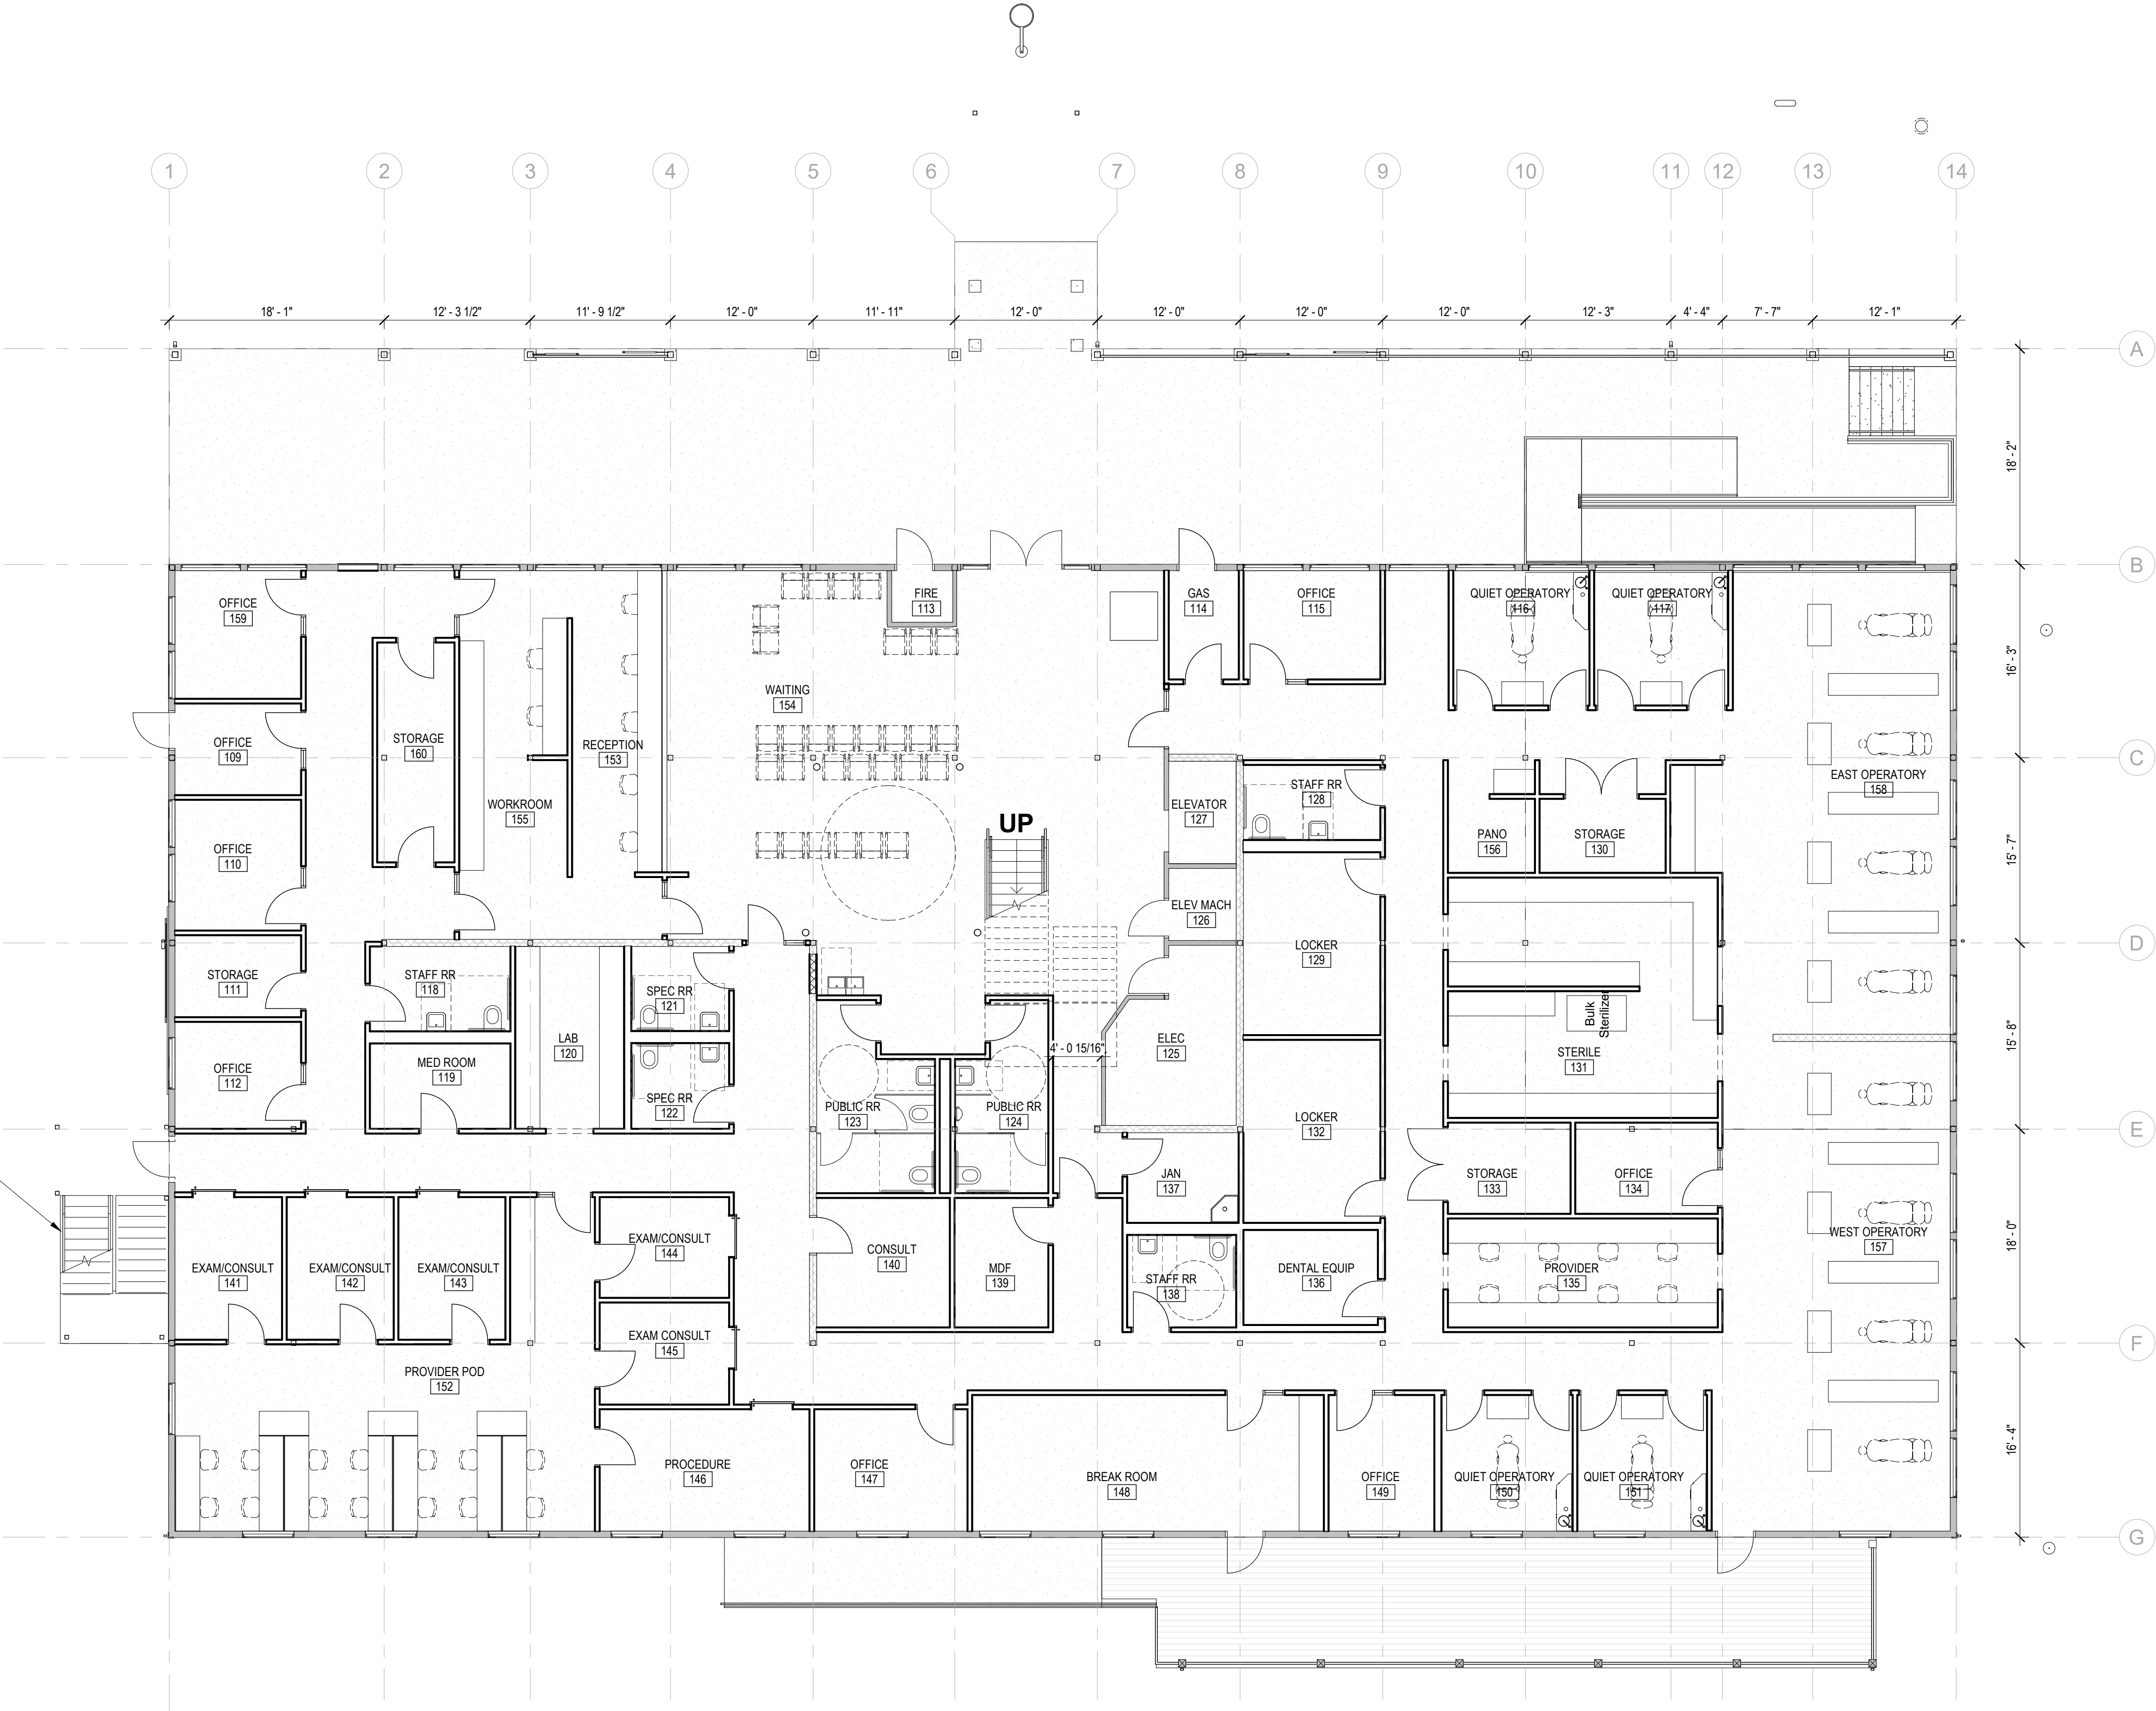 1 2 3 4 5 6 7 8 9 10 11 12 13 14
18' - 1" 12' - 3 1/2" 11' - 9 1/2" 12' - 0" 11' - 11" 12' - 0" 12' - 0" 12' - 0" 12' - 0" 12' - 3" 4' - 4" 7' - 7" 12' - 1"
A
18' - 2"
B
16' - 3"
C
15' - 7"
D
15' - 8"
E
18' - 0"
F
16' - 4"
G
OFFICE
159
FIRE
113
GAS
114
OFFICE
115
QUIET OPERATORY
116
QUIET OPERATORY
117
WAITING
154
STORAGE
160
OFFICE
109
RECEPTION
153
WORKROOM
155
ELEVATOR
127
STAFF RR
128
EAST OPERATORY
158
PANO
156
STORAGE
130
UP
OFFICE
110
ELEV MACH
126
LOCKER
129
STORAGE
111
STAFF RR
118
SPEC RR
121
Bulk
Sterilizer
LAB
120
ELEC
125
4' - 0 15/16"
STERILE
131
OFFICE
112
MED ROOM
119
SPEC RR
122
PUBLIC RR
123
PUBLIC RR
124
LOCKER
132
JAN
137
STORAGE
133
OFFICE
134
EXAM/CONSULT
144
WEST OPERATORY
157
CONSULT
140
EXAM/CONSULT
141
EXAM/CONSULT
142
EXAM/CONSULT
143
MDF
139
STAFF RR
138
DENTAL EQUIP
136
PROVIDER
135
EXAM CONSULT
145
PROVIDER POD
152
PROCEDURE
146
OFFICE
147
BREAK ROOM
148
OFFICE
149
QUIET OPERATORY
150
QUIET OPERATORY
151